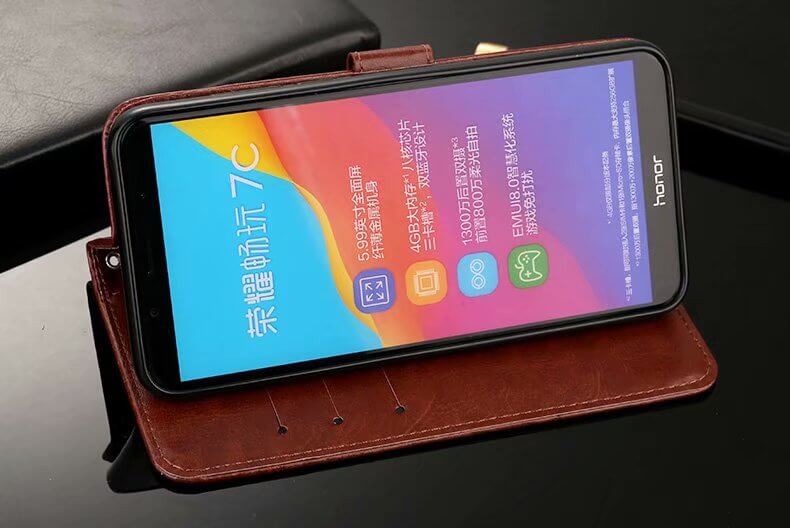 荣耀畅玩 7C
5.99英寸全面屏
纤薄金属机身
4GB大内存*¹八核芯片
三卡槽*²，双蓝牙设计
1300万后置双摄*³
前置800万柔光自拍
EMUI8.0智慧化系统
游戏免打扰
honor